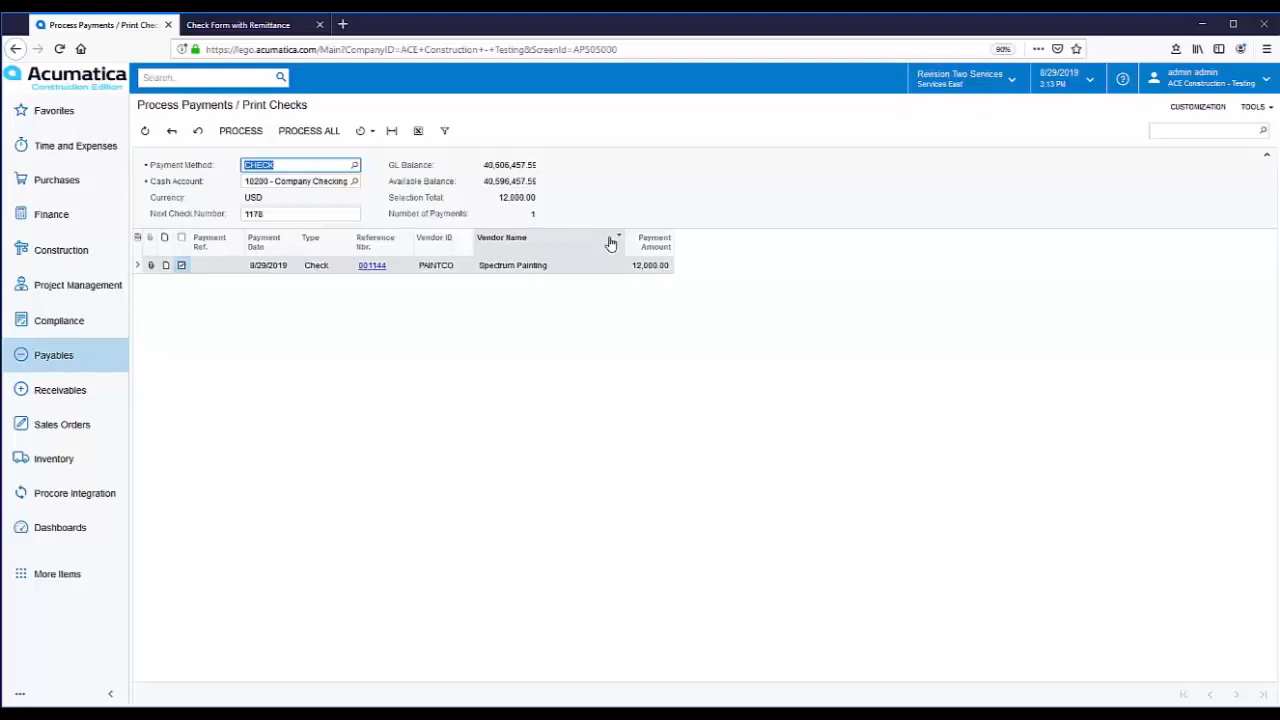 Process Payments / Print Chec
Check Form with Remittance
https://lego.acumatica.com/Main?CompanyID=ACE+Construction+-+Testing&ScreenId=AP505000
90%
Acumatica
Construction Edition
Search...
Revision Two Services
Services East
8/29/2019
3:13 PM
admin admin
ACE Construction - Testing
Favorites
Time and Expenses
Purchases
Finance
Construction
Project Management
Compliance
Payables
Receivables
Sales Orders
Inventory
Procore Integration
Dashboards
More Items
Process Payments / Print Checks
CUSTOMIZATION
TOOLS
PROCESS
PROCESS ALL
Payment Method:
CHECK
GL Balance:
40,606,457.59
Cash Account:
10200 - Company Checking
Available Balance:
40,596,457.59
Currency:
USD
Selection Total:
12,000.00
Next Check Number:
1178
Number of Payments:
1
Payment Ref.
Payment Date
Type
Reference Nbr.
Vendor ID
Vendor Name
Payment Amount
8/29/2019
Check
001144
PAINTCO
Spectrum Painting
12,000.00